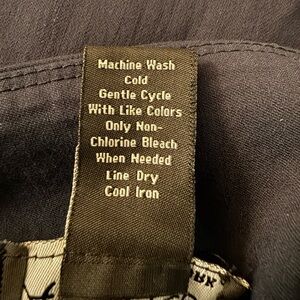 Machine Wash
Cold
Gentle Cycle
With Like Colors
Only Non-
Chlorine Bleach
When Needed
Line Dry
Cool Iron